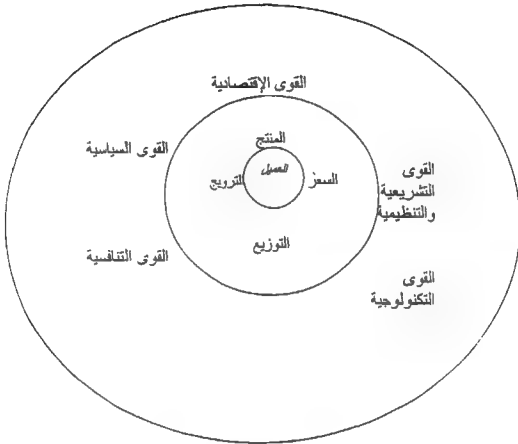 القوى الإقتصادية
المنتج
القوى السياسية
العميل
السعر
الترويج
القوى
التشريعية
والتنظيمية
التوزيع
القوى التنافسية
القوى
التكنولوجية